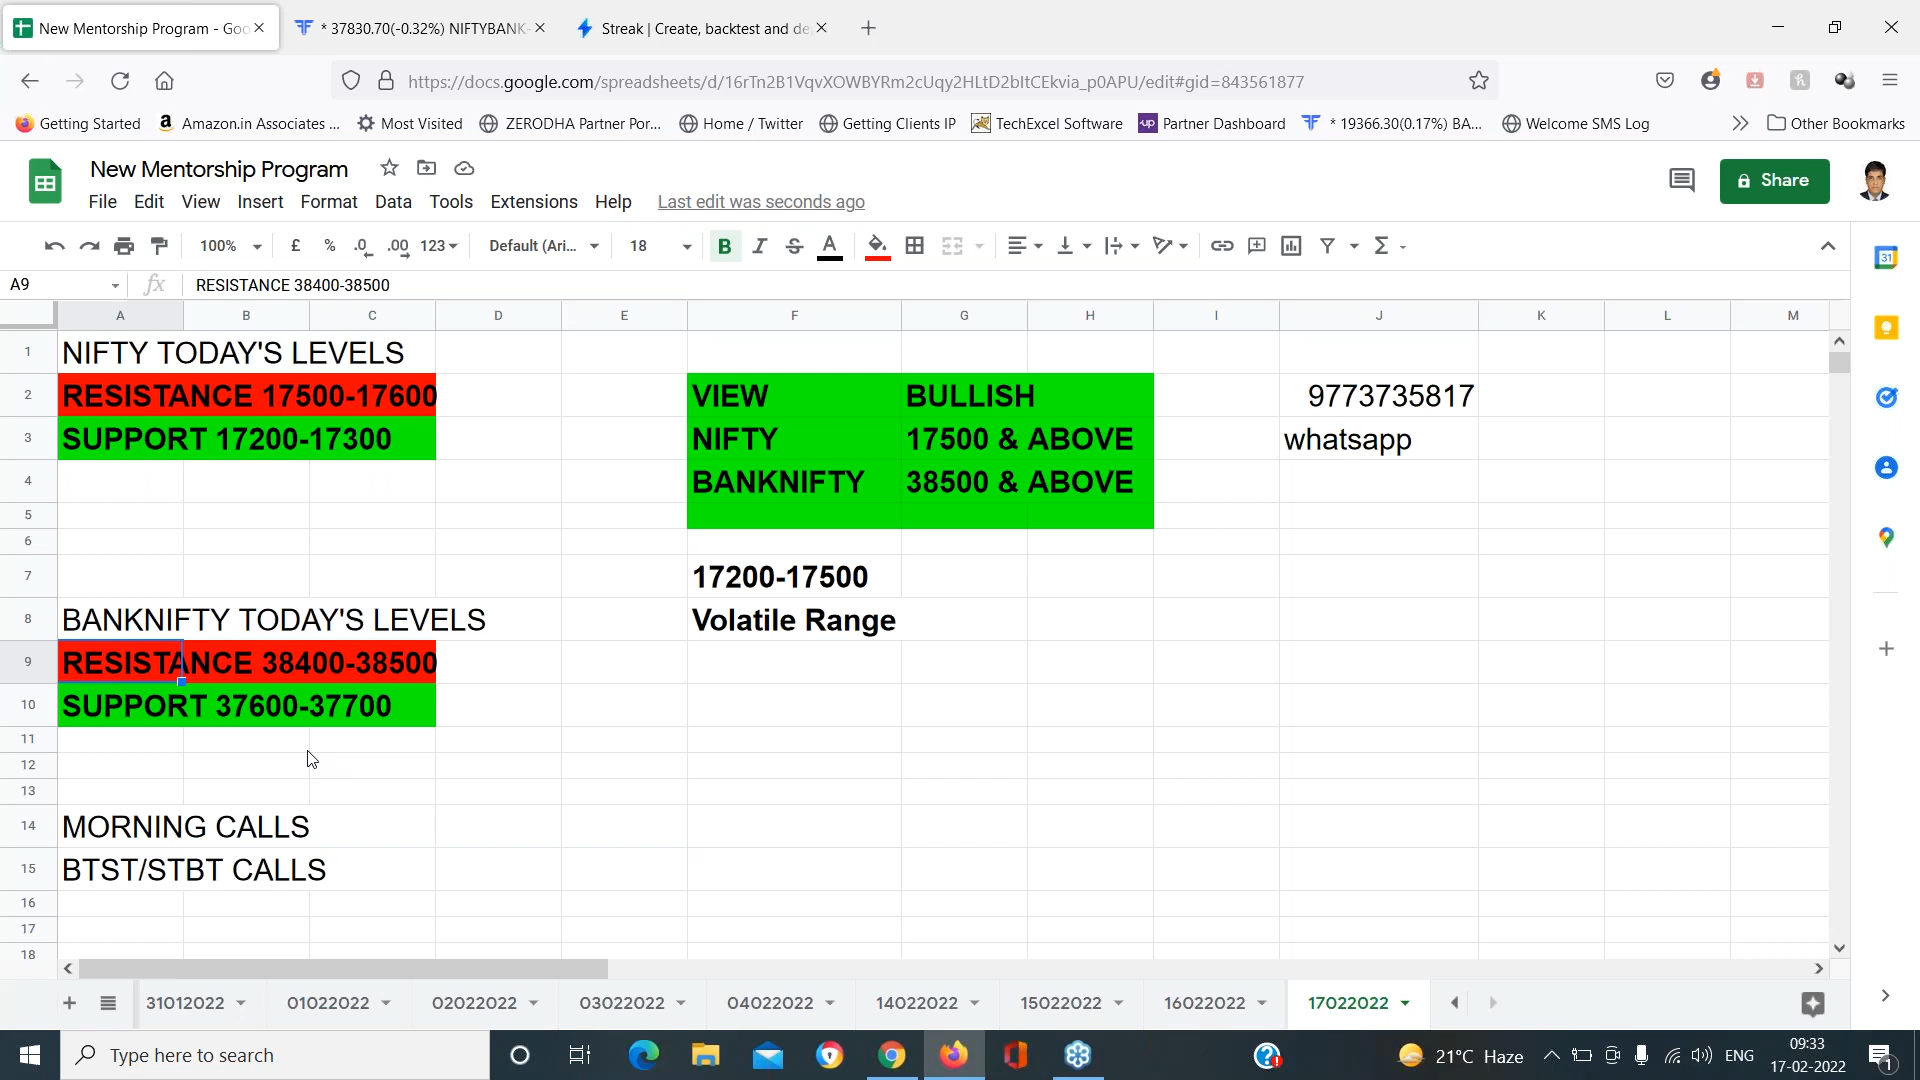 New Mentorship Program - Goo
* 37830.70(-0.32%) NIFTYBANK
Streak | Create, backtest and de
https://docs.google.com/spreadsheets/d/16rTn2B1VqvXOWBYRm2cUqy2HLtD2bItCEkvia_p0APU/edit#gid=843561877
Getting Started
Amazon.in Associates ...
Most Visited
ZERODHA Partner Por...
Home / Twitter
Getting Clients IP
TechExcel Software
Partner Dashboard
* 19366.30(0.17%) BA...
Welcome SMS Log
Other Bookmarks
New Mentorship Program
File Edit View Insert Format Data Tools Extensions Help Last edit was seconds ago
Share
100% £ % .0 .00 123 Default (Ari... 18 B I S A
A9 fx RESISTANCE 38400-38500
A B C D E F G H I J K L M
1 NIFTY TODAY'S LEVELS
2 RESISTANCE 17500-17600 VIEW BULLISH 9773735817
3 SUPPORT 17200-17300 NIFTY 17500 & ABOVE whatsapp
4 BANKNIFTY 38500 & ABOVE
5
6
7 17200-17500
8 BANKNIFTY TODAY'S LEVELS Volatile Range
9 RESISTANCE 38400-38500
10 SUPPORT 37600-37700
11
12
13
14 MORNING CALLS
15 BTST/STBT CALLS
16
17
18
31012022 01022022 02022022 03022022 04022022 14022022 15022022 16022022 17022022
Type here to search
21°C Haze
ENG
09:33
17-02-2022
1